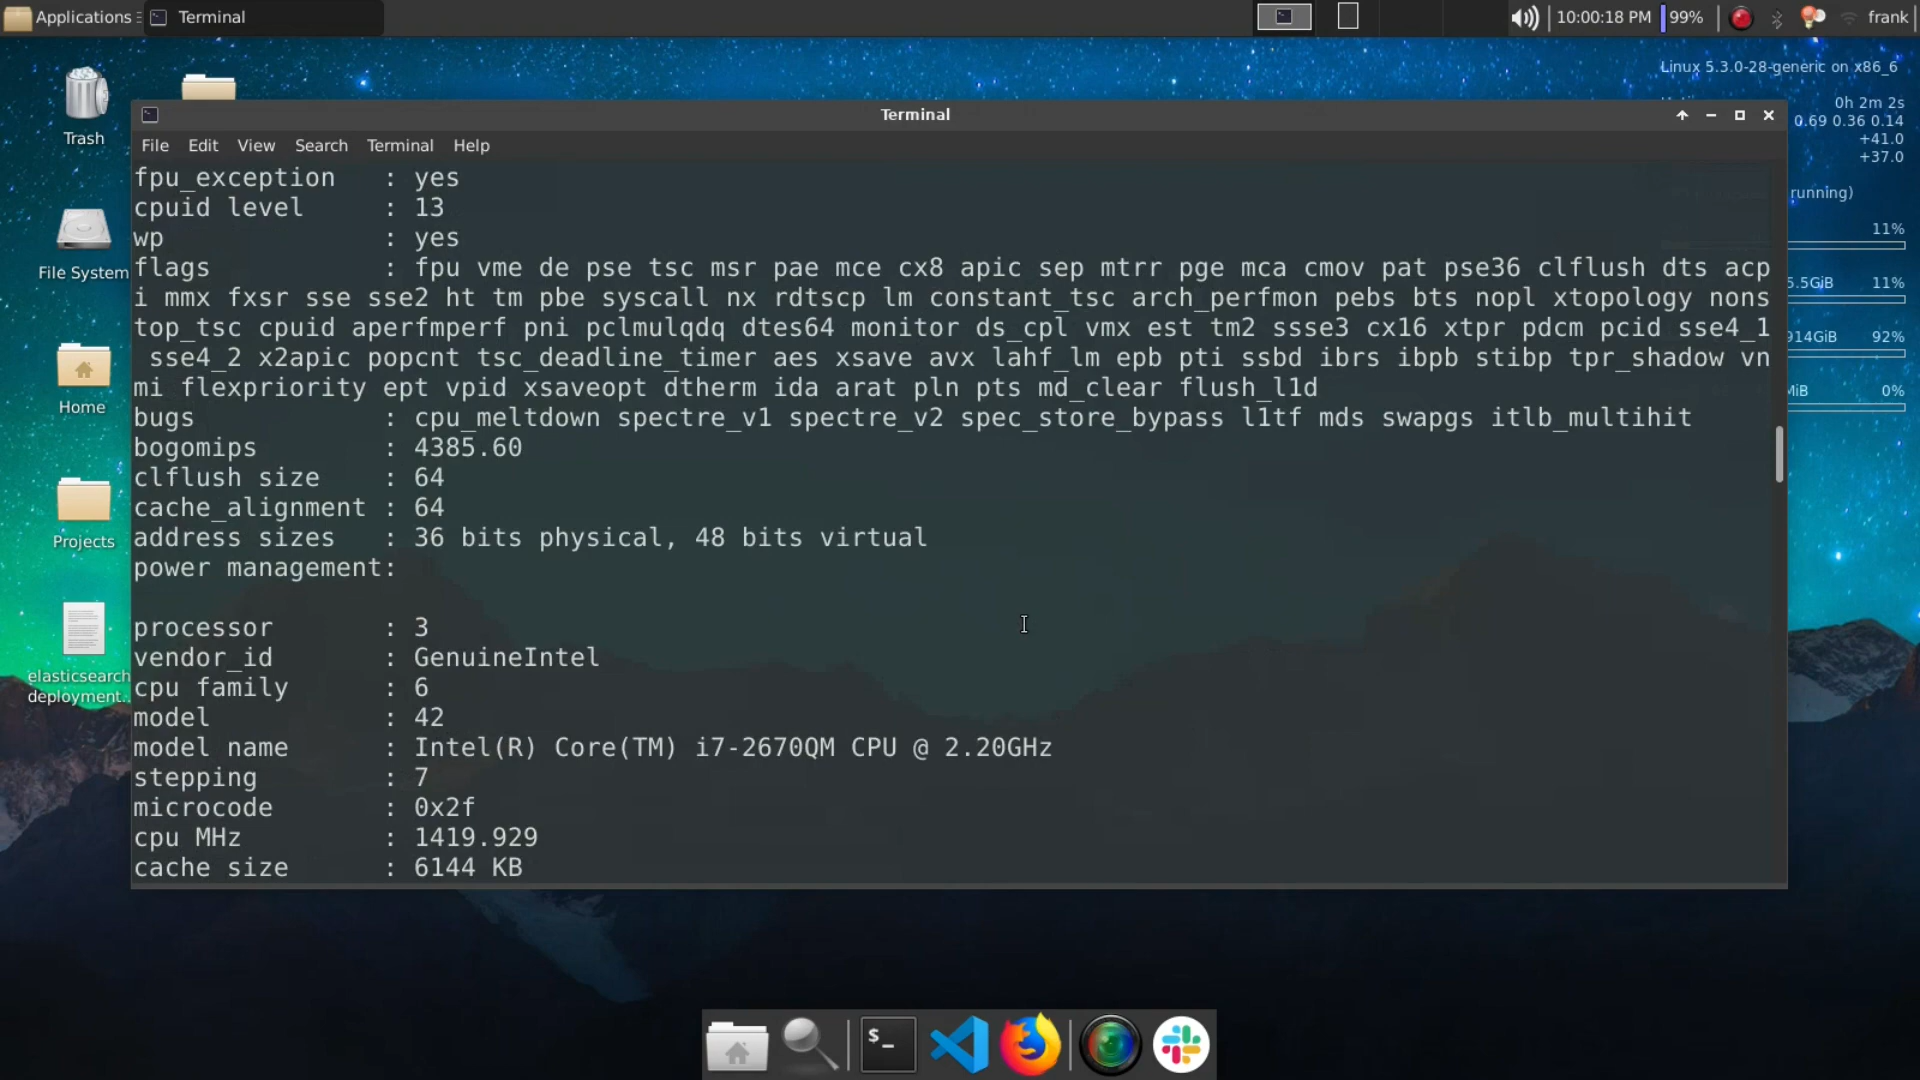 Applications
Terminal
10:00:18 PM
99%
frank
Linux 5.3.0-28-generic on x86_6
0h 2m 2s
0.69 0.36 0.14
+41.0
+37.0
running)
11%
5.5GiB 11%
914GiB 92%
MiB 0%
Trash
File System
Home
Projects
elasticsearch
deployment...
Terminal
File Edit View Search Terminal Help
fpu_exception : yes
cpuid level : 13
wp : yes
flags : fpu vme de pse tsc msr pae mce cx8 apic sep mtrr pge mca cmov pat pse36 clflush dts acp
i mmx fxsr sse sse2 ht tm pbe syscall nx rdtscp lm constant_tsc arch_perfmon pebs bts nopl xtopology nons
top_tsc cpuid aperfmperf pni pclmulqdq dtes64 monitor ds_cpl vmx est tm2 ssse3 cx16 xtpr pdcm pcid sse4_1
sse4_2 x2apic popcnt tsc_deadline_timer aes xsave avx lahf_lm epb pti ssbd ibrs ibpb stibp tpr_shadow vn
mi flexpriority ept vpid xsaveopt dtherm ida arat pln pts md_clear flush_l1d
bugs : cpu_meltdown spectre_v1 spectre_v2 spec_store_bypass l1tf mds swapgs itlb_multihit
bogomips : 4385.60
clflush size : 64
cache_alignment : 64
address sizes : 36 bits physical, 48 bits virtual
power management:
processor : 3
vendor_id : GenuineIntel
cpu family : 6
model : 42
model name : Intel(R) Core(TM) i7-2670QM CPU @ 2.20GHz
stepping : 7
microcode : 0x2f
cpu MHz : 1419.929
cache size : 6144 KB
$_